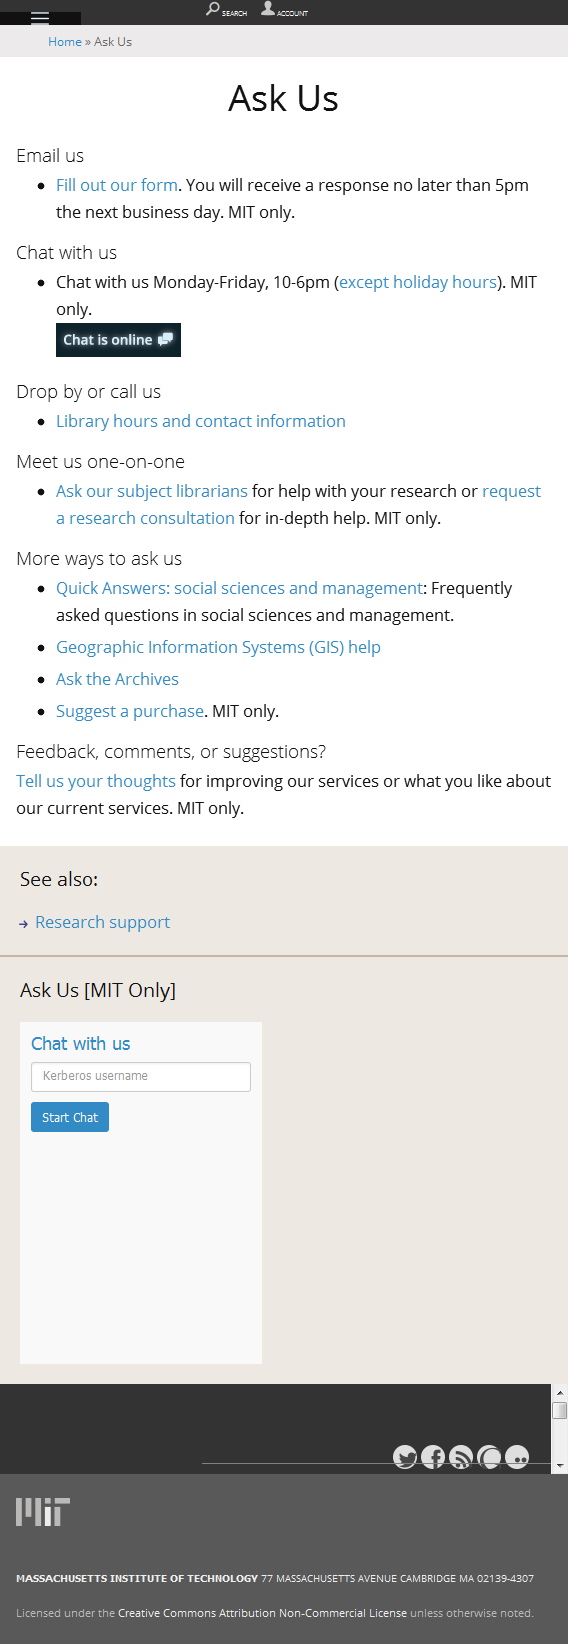 SEARCH ACCOUNT
Home » Ask Us
Ask Us
Email us
Fill out our form. You will receive a response no later than 5pm
the next business day. MIT only.
Chat with us
Chat with us Monday-Friday, 10-6pm (except holiday hours). MIT
only.
Chat is online
Drop by or call us
Library hours and contact information
Meet us one-on-one
Ask our subject librarians for help with your research or request
a research consultation for in-depth help. MIT only.
More ways to ask us
Quick Answers: social sciences and management: Frequently
asked questions in social sciences and management.
Geographic Information Systems (GIS) help
Ask the Archives
Suggest a purchase. MIT only.
Feedback, comments, or suggestions?
Tell us your thoughts for improving our services or what you like about
our current services. MIT only.
See also:
Research support
Ask Us [MIT Only]
Chat with us
Kerberos username
Start Chat
MIT
MASSACHUSETTS INSTITUTE OF TECHNOLOGY 77 MASSACHUSETTS AVENUE CAMBRIDGE MA 02139-4307
Licensed under the Creative Commons Attribution Non-Commercial License unless otherwise noted.